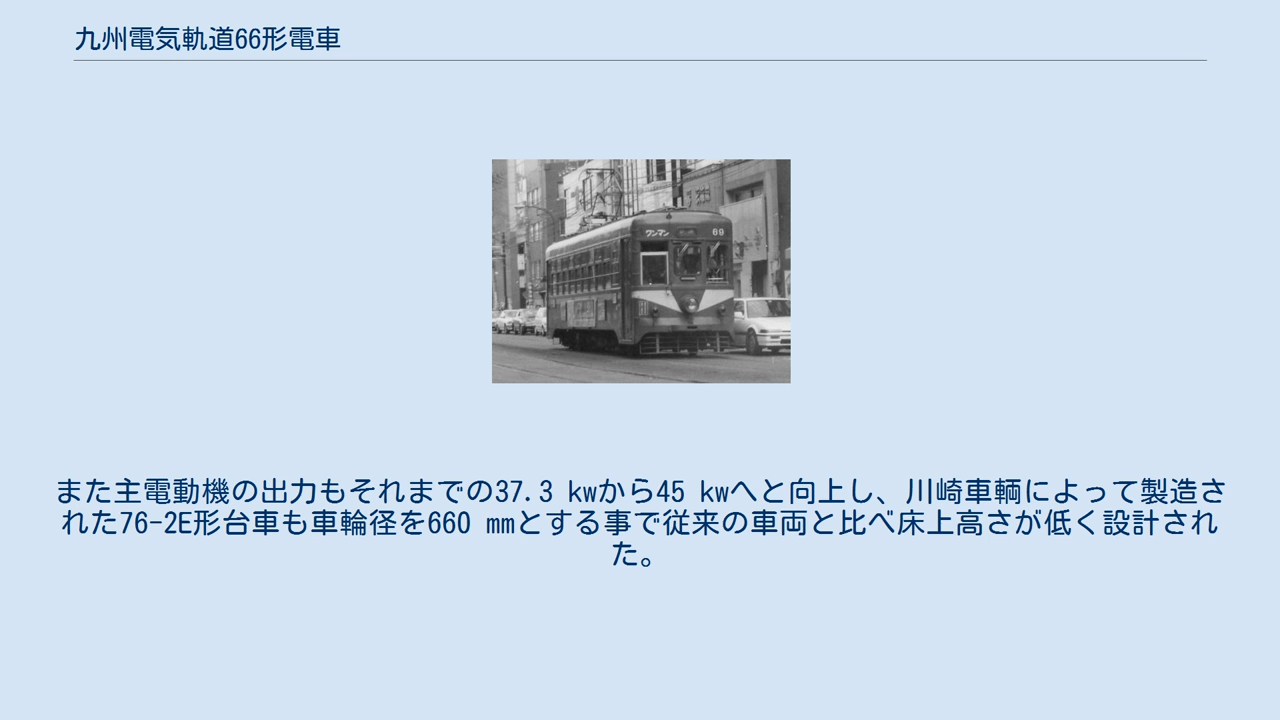 九州電気軌道66形電車
ワンマン 69
また主電動機の出力もそれまでの37.3 kwから45 kwへと向上し、川崎車輌によって製造さ
れた76-2E形台車も車輪径を660 mmとする事で従来の車両と比べ床上高さが低く設計され
た。